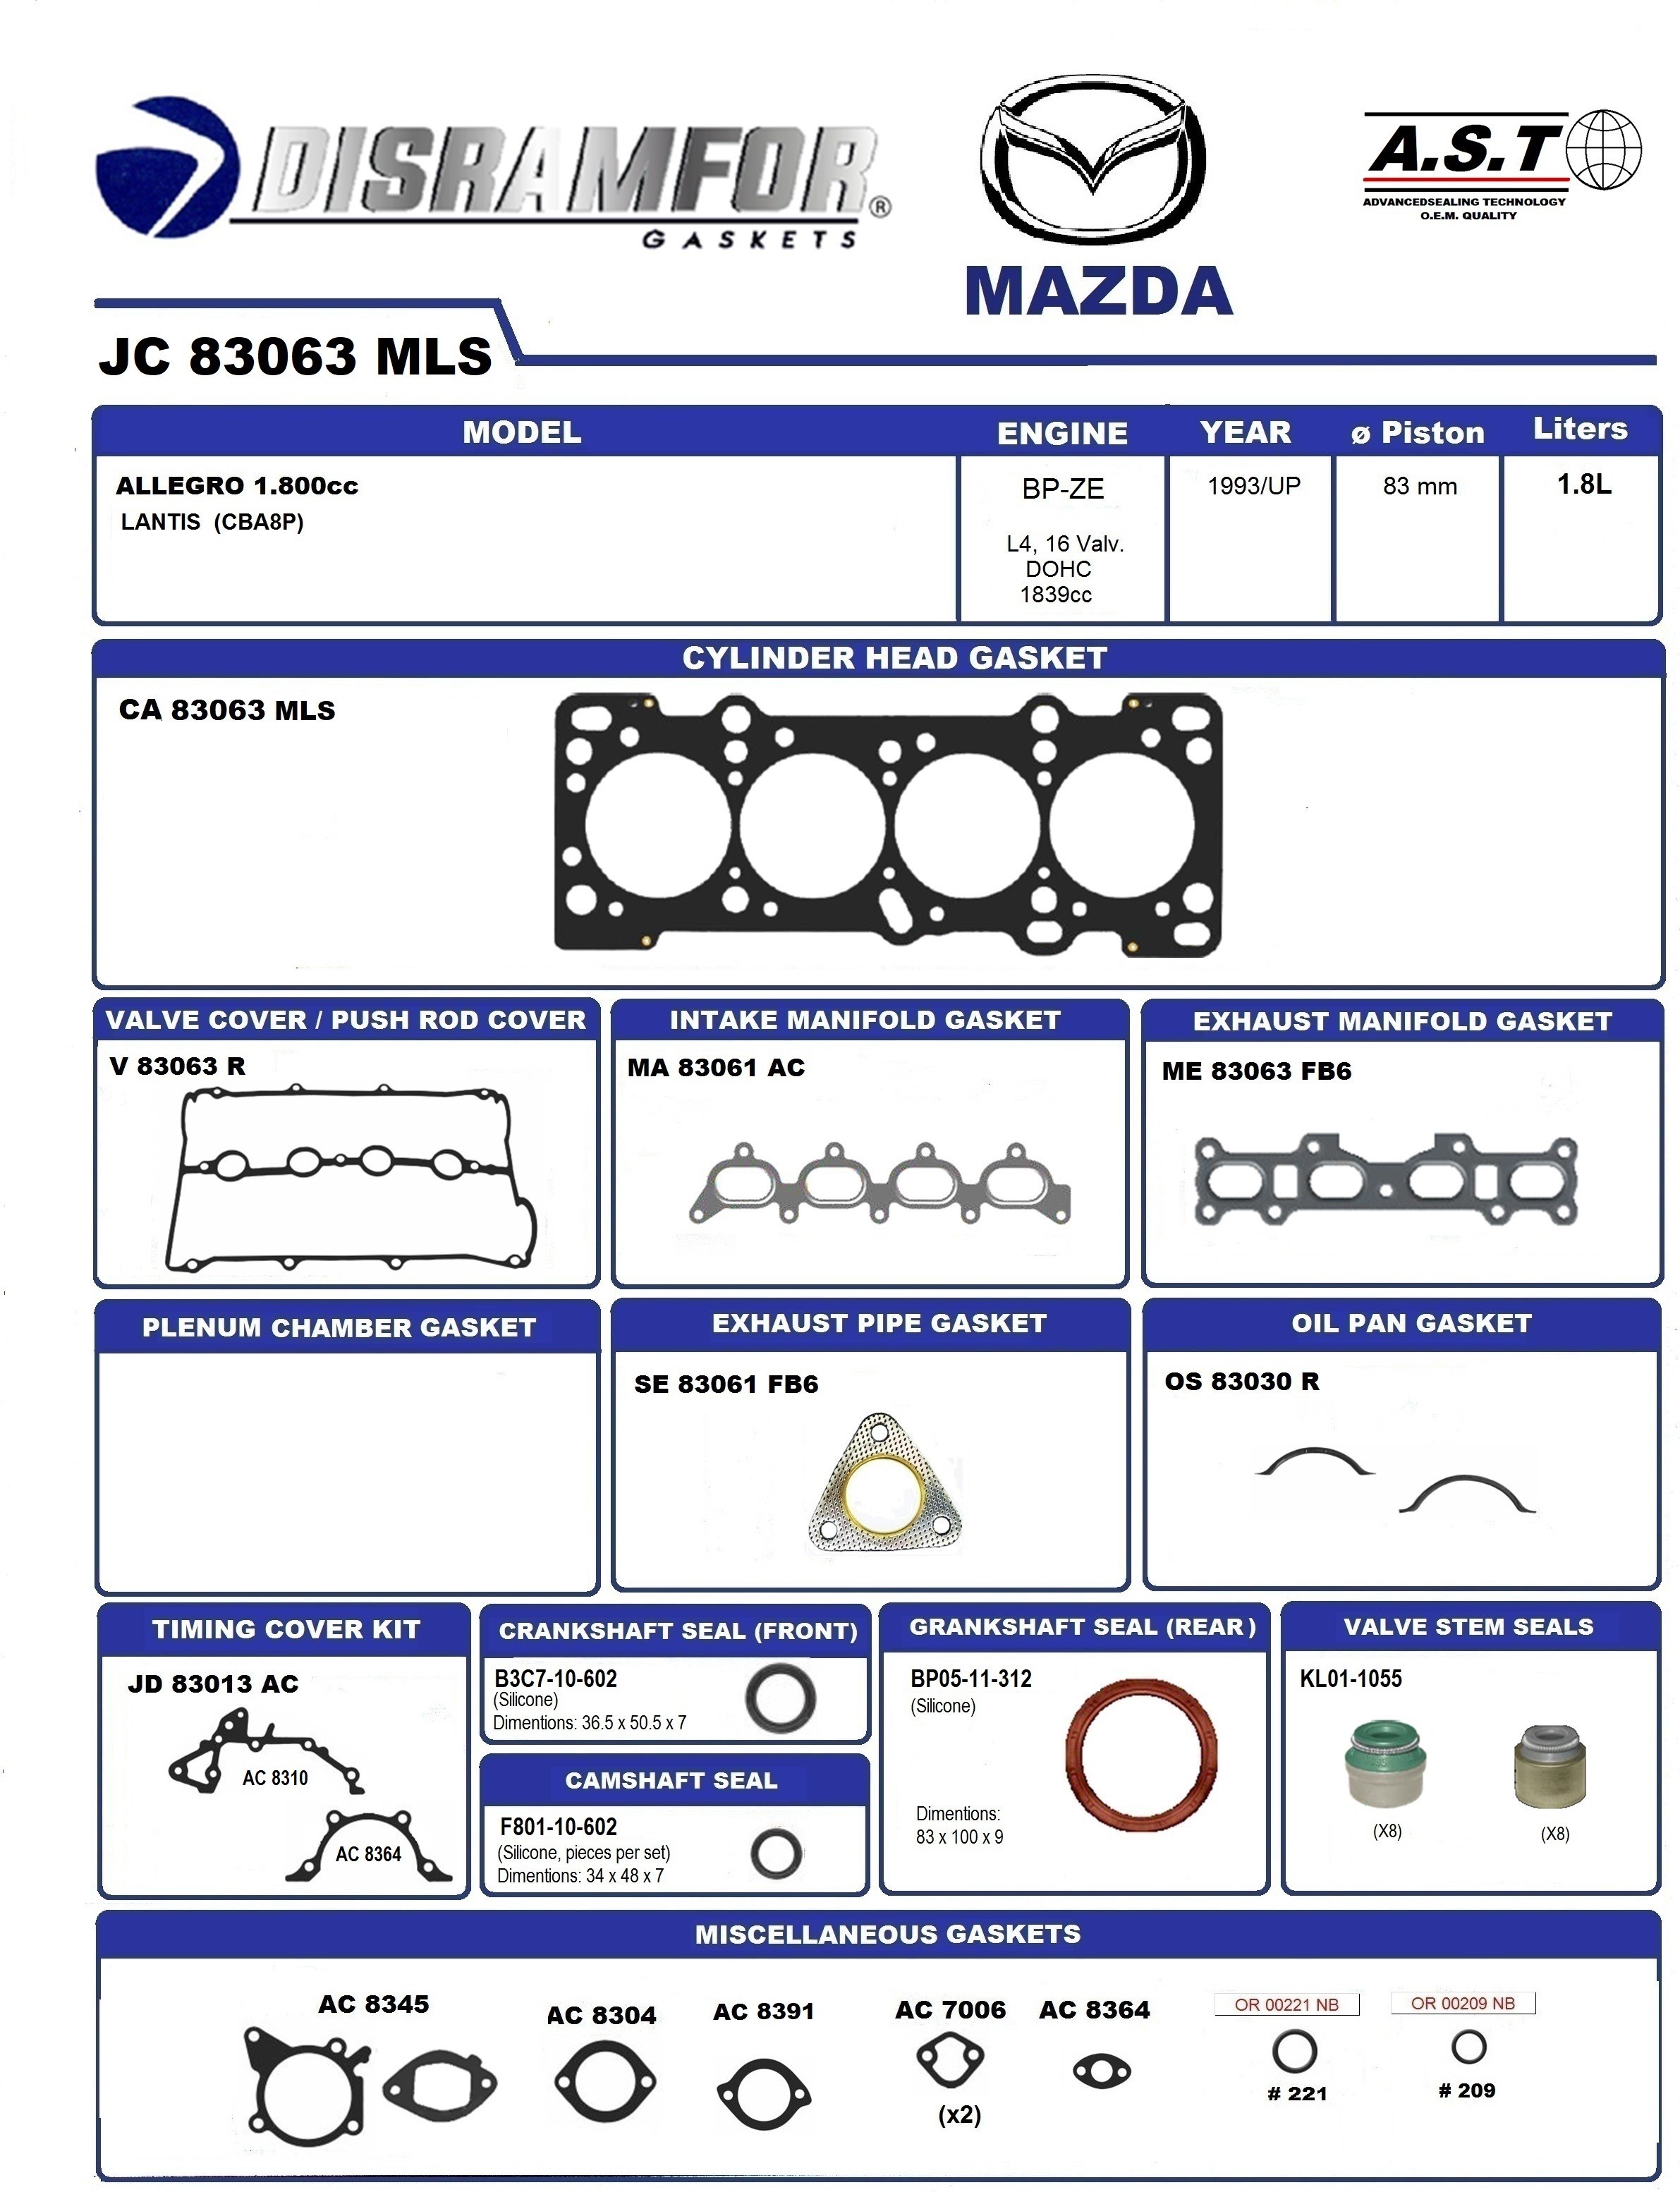 DISRAMFOR®
GASKETS
MAZDA
A.S.T
ADVANCEDSEALING TECHNOLOGY
O.E.M. QUALITY
JC 83063 MLS
MODEL
ENGINE
YEAR
ø Piston
Liters
ALLEGRO 1.800cc
LANTIS (CBA8P)
BP-ZE
L4, 16 Valv.
DOHC
1839cc
1993/UP
83 mm
1.8L
CYLINDER HEAD GASKET
CA 83063 MLS
VALVE COVER / PUSH ROD COVER
V 83063 R
INTAKE MANIFOLD GASKET
MA 83061 AC
EXHAUST MANIFOLD GASKET
ME 83063 FB6
PLENUM CHAMBER GASKET
EXHAUST PIPE GASKET
SE 83061 FB6
OIL PAN GASKET
OS 83030 R
TIMING COVER KIT
JD 83013 AC
AC 8310
AC 8364
CRANKSHAFT SEAL (FRONT)
B3C7-10-602
(Silicone)
Dimentions: 36.5 x 50.5 x 7
CAMSHAFT SEAL
F801-10-602
(Silicone, pieces per set)
Dimentions: 34 x 48 x 7
GRANKSHAFT SEAL (REAR)
BP05-11-312
(Silicone)
Dimentions:
83 x 100 x 9
VALVE STEM SEALS
KL01-1055
(X8)
(X8)
MISCELLANEOUS GASKETS
AC 8345
AC 8304
AC 8391
AC 7006
(x2)
AC 8364
OR 00221 NB
# 221
OR 00209 NB
# 209